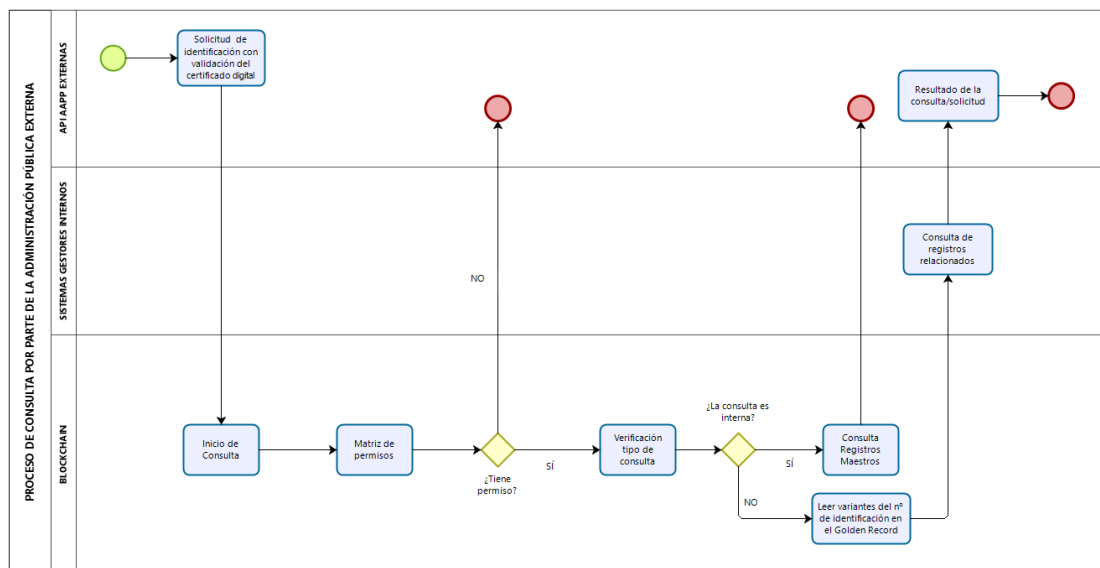 PROCESO DE CONSULTA POR PARTE DE LA ADMINISTRACIÓN PÚBLICA EXTERNA
API AAPP EXTERNAS
Solicitud de
identificación con
validación del
certificado digital
Resultado de la
consulta/solicitud
SISTEMAS GESTORES INTERNOS
NO
Consulta de
registros
relacionados
BLOCKCHAIN
Inicio de
Consulta
Matriz de
permisos
¿Tiene
permiso?
SÍ
Verificación
tipo de
consulta
¿La consulta es
interna?
SÍ
Consulta
Registros
Maestros
NO
Leer variantes del nº
de identificación en
el Golden Record